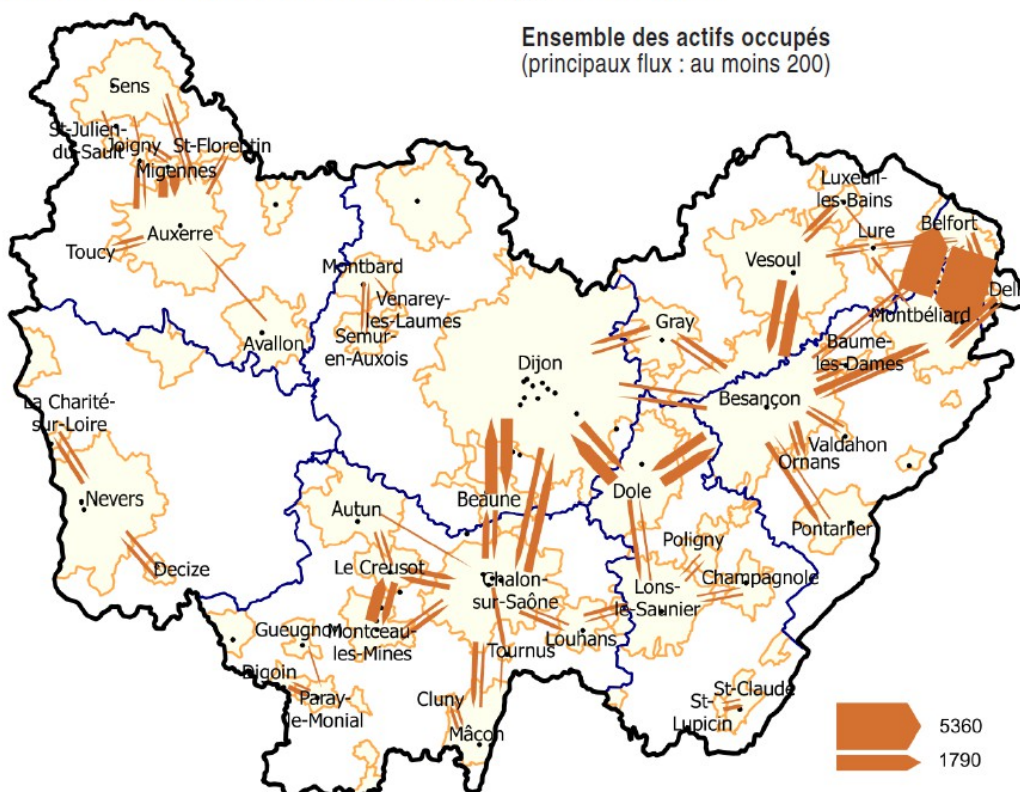 Ensemble des actifs occupés
(principaux flux : au moins 200)
Sens
St-Julien-
du-Sault
Joigny
St-Florentin
Migennes
Auxerre
Toucy
Avallon
Montbard
Venarey-
les-Laumes
Semur-
en-Auxois
Luxeuil-
les-Bains
Lure
Belfort
Vesoul
Montbéliard
Gray
Baume-
les-Dames
Dijon
Besançon
Valdahon
Ornans
La Charité-
sur-Loire
Nevers
Decize
Beaune
Dole
Pontarlier
Autun
Poligny
Le Creusot
Chalon-
sur-Saône
Lons-
le-Saunier
Champagnole
Gueugnon
Montceau-
les-Mines
Tournus
Louhans
Digoin
Paray-
le-Monial
Cluny
Mâcon
St-Claude
St-
Lupicin
5360
1790